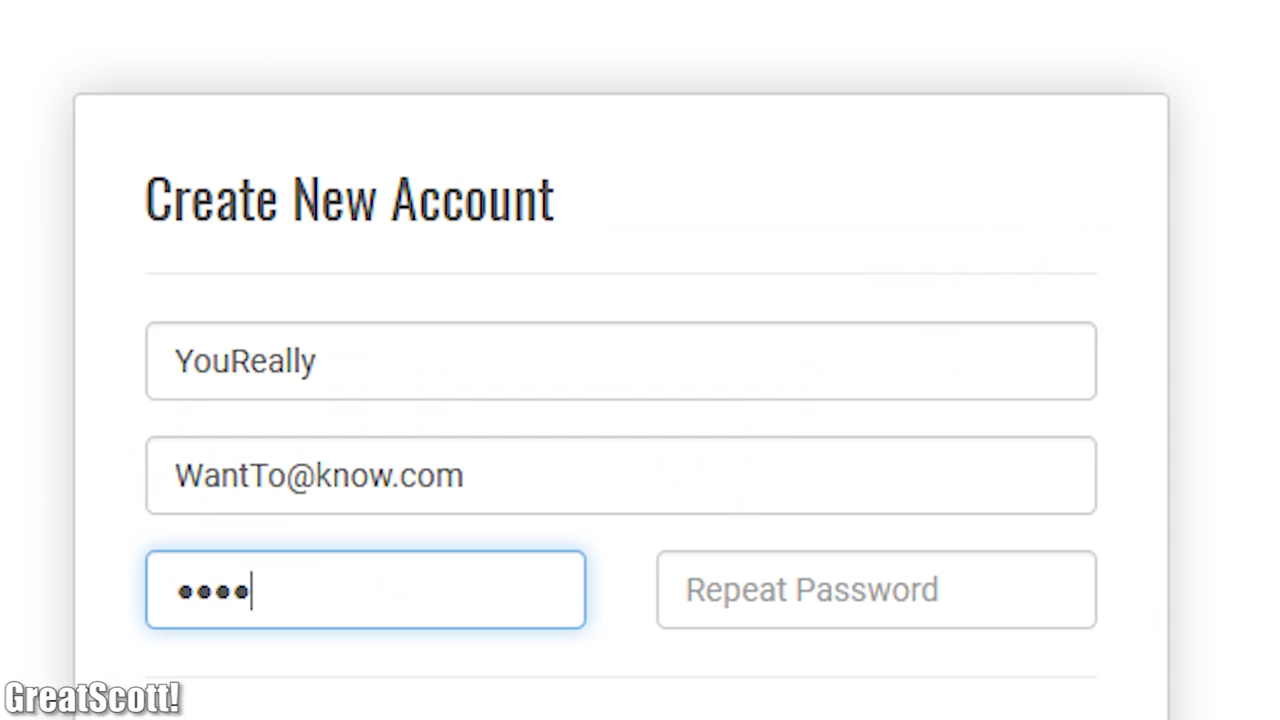 Create New Account
YouReally
WantTo@know.com
••••
Repeat Password
GreatScott!